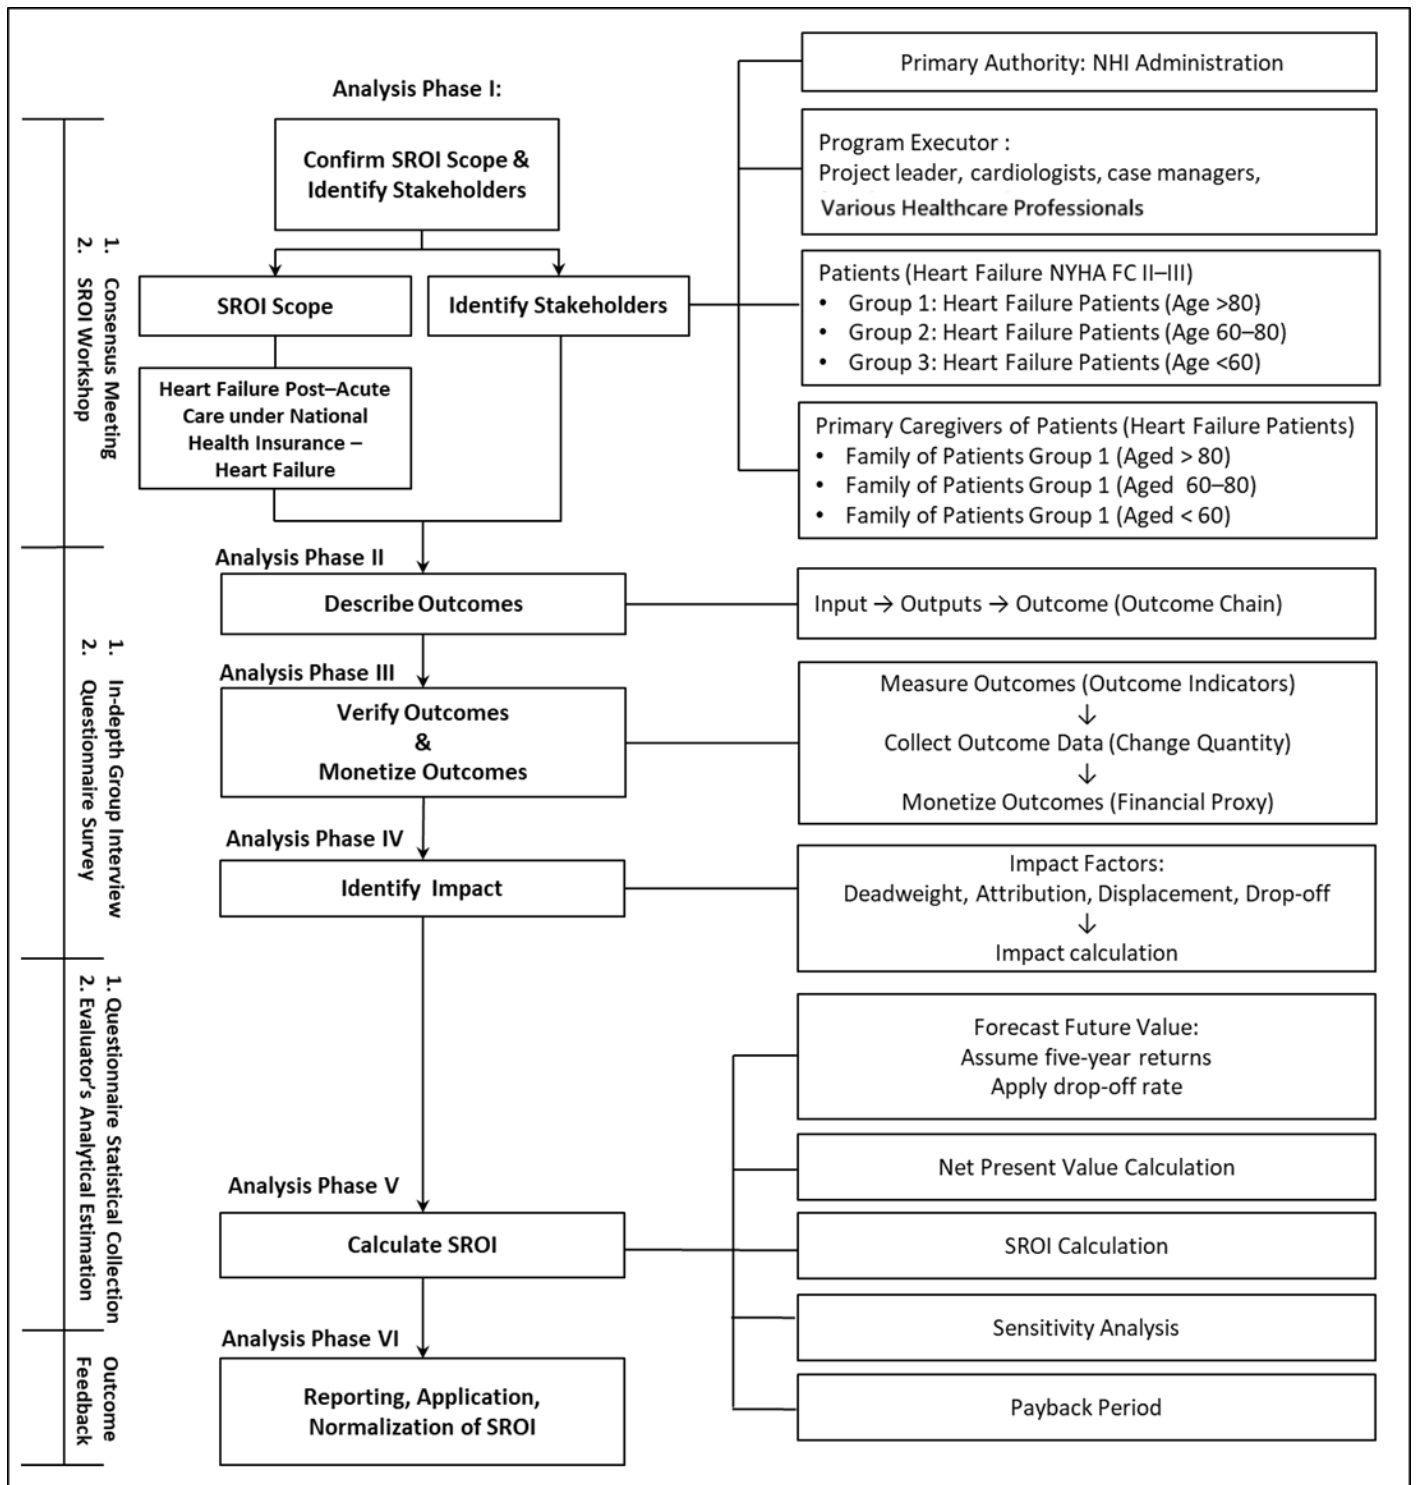 Analysis Phase I:
Confirm SROI Scope &
Identify Stakeholders
SROI Scope
Identify Stakeholders
Heart Failure Post–Acute
Care under National
Health Insurance –
Heart Failure
Primary Authority: NHI Administration
Program Executor :
Project leader, cardiologists, case managers,
Various Healthcare Professionals
Patients (Heart Failure NYHA FC II–III)
• Group 1: Heart Failure Patients (Age >80)
• Group 2: Heart Failure Patients (Age 60–80)
• Group 3: Heart Failure Patients (Age <60)
Primary Caregivers of Patients (Heart Failure Patients)
• Family of Patients Group 1 (Aged > 80)
• Family of Patients Group 1 (Aged 60–80)
• Family of Patients Group 1 (Aged < 60)
1. Consensus Meeting
2. SROI Workshop
Analysis Phase II
Describe Outcomes
Input → Outputs → Outcome (Outcome Chain)
Analysis Phase III
Verify Outcomes
&
Monetize Outcomes
Measure Outcomes (Outcome Indicators)
↓
Collect Outcome Data (Change Quantity)
↓
Monetize Outcomes (Financial Proxy)
Analysis Phase IV
Identify Impact
Impact Factors:
Deadweight, Attribution, Displacement, Drop-off
↓
Impact calculation
1. In-depth Group Interview
2. Questionnaire Survey
Analysis Phase V
Calculate SROI
Forecast Future Value:
Assume five-year returns
Apply drop-off rate
Net Present Value Calculation
SROI Calculation
Sensitivity Analysis
Payback Period
1. Questionnaire Statistical Collection
2. Evaluator's Analytical Estimation
Analysis Phase VI
Reporting, Application,
Normalization of SROI
Outcome
Feedback